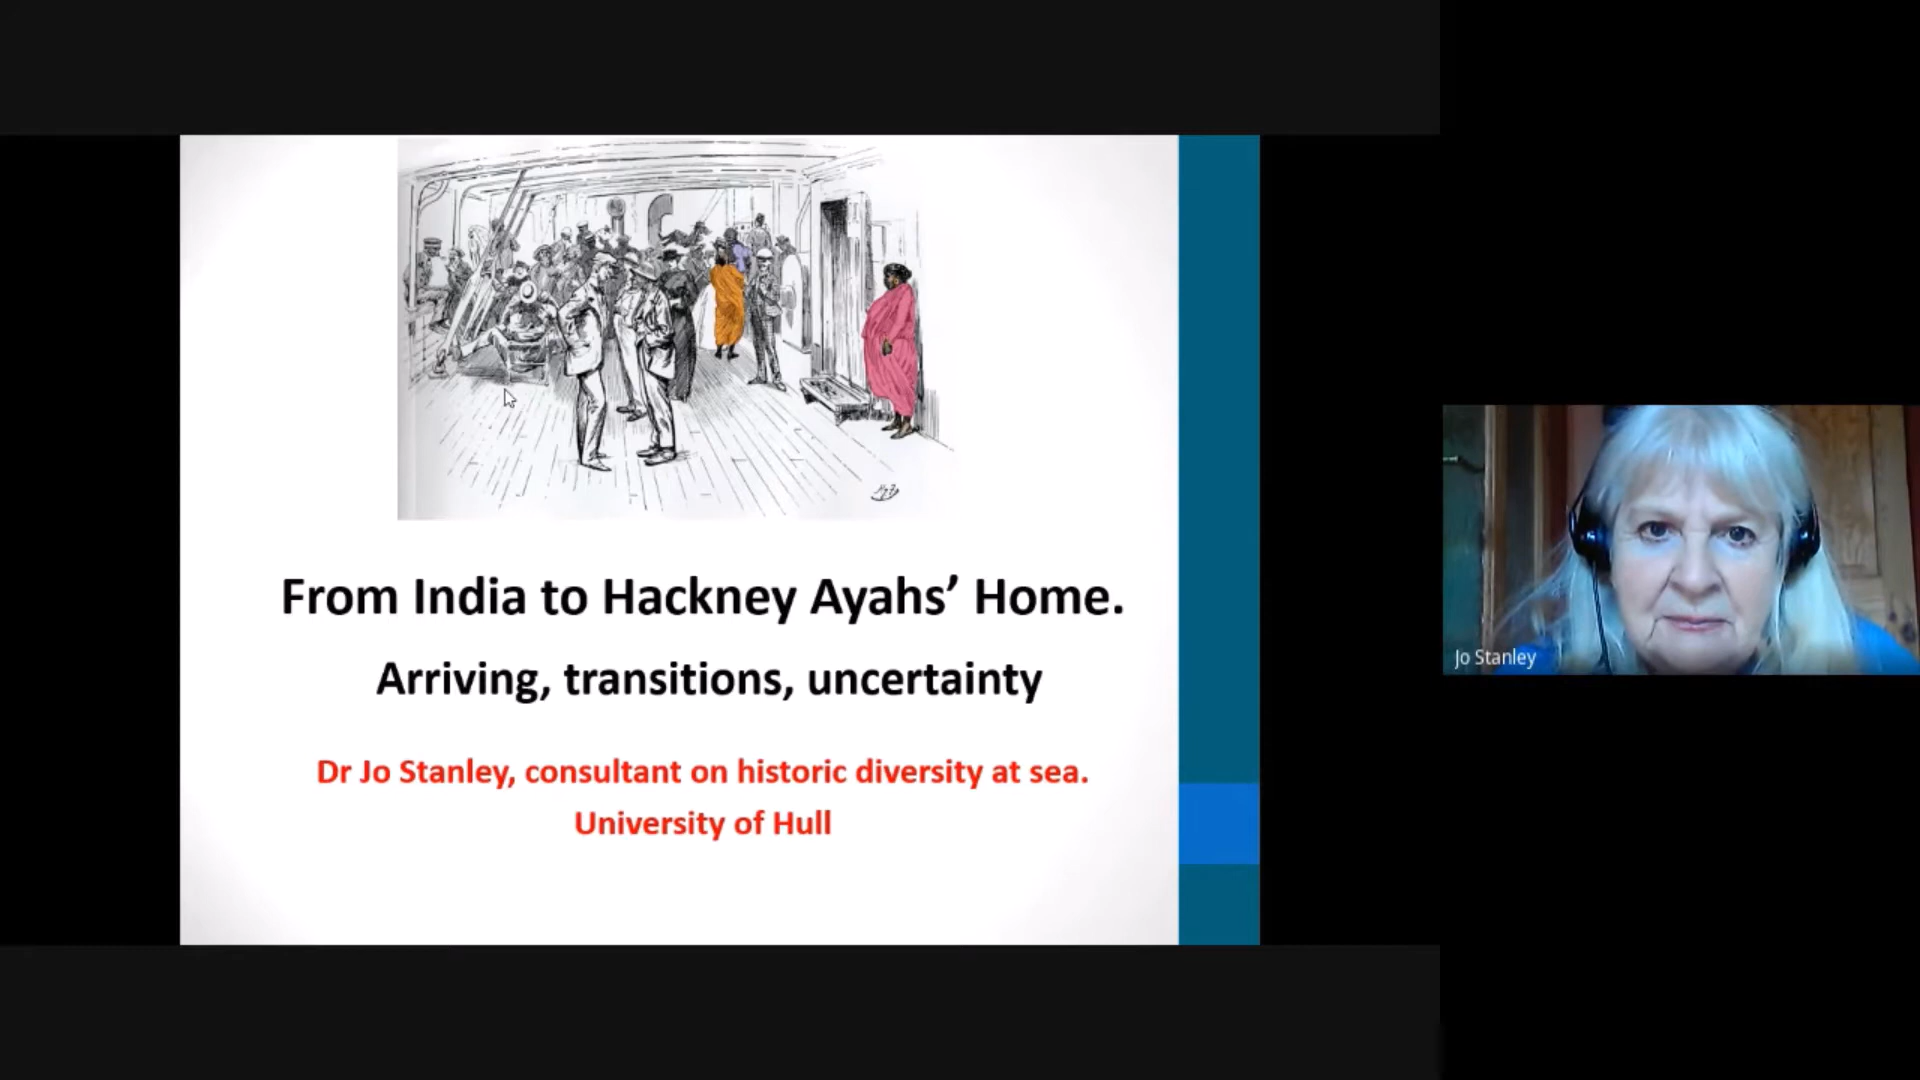 From India to Hackney Ayahs’ Home.
Arriving, transitions, uncertainty
Dr Jo Stanley, consultant on historic diversity at sea.
University of Hull
Jo Stanley